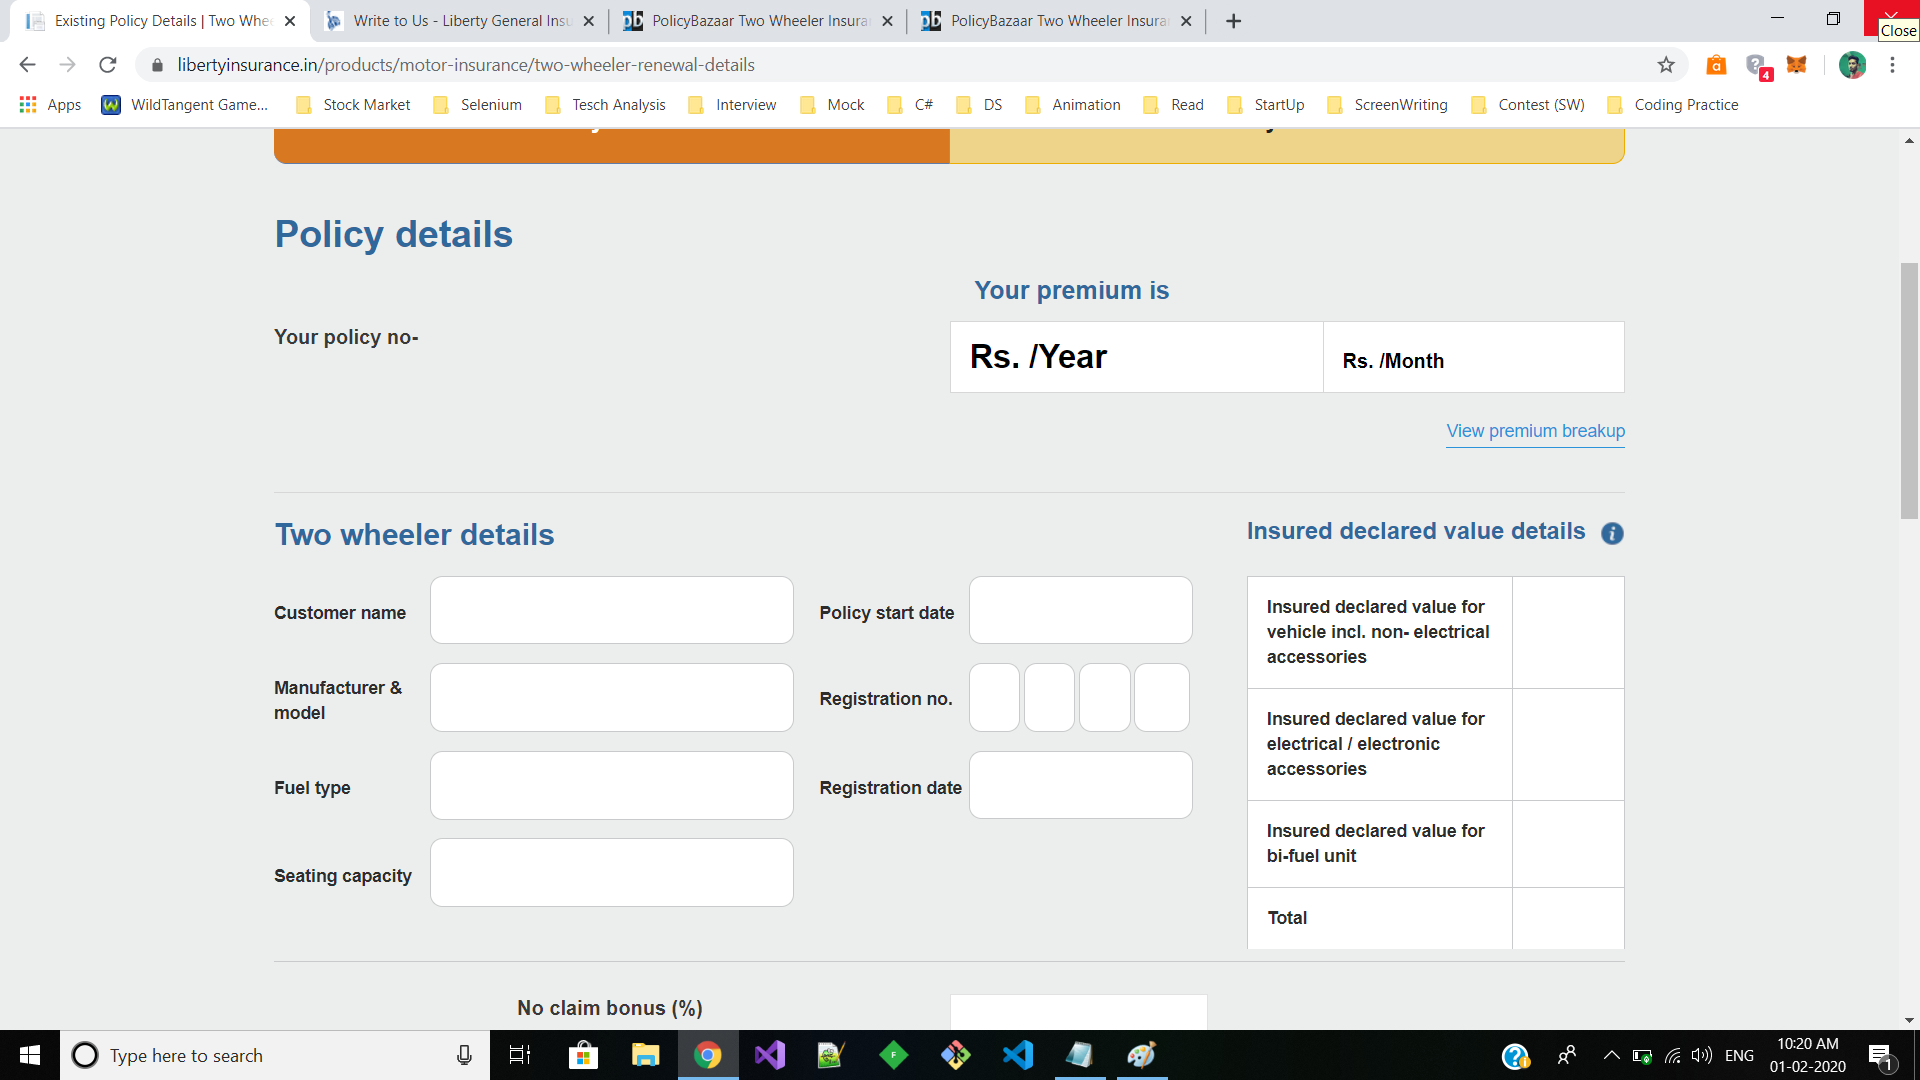 Existing Policy Details | Two Whe
Write to Us - Liberty General Insu
PolicyBazaar Two Wheeler Insura
PolicyBazaar Two Wheeler Insura
Close
libertyinsurance.in/products/motor-insurance/two-wheeler-renewal-details
4
Apps
WildTangent Game...
Stock Market
Selenium
Tesch Analysis
Interview
Mock
C#
DS
Animation
Read
StartUp
ScreenWriting
Contest (SW)
Coding Practice
Policy details
Your premium is
Your policy no-
Rs. /Year
Rs. /Month
View premium breakup
Two wheeler details
Insured declared value details
Customer name
Policy start date
Manufacturer &
model
Registration no.
Fuel type
Registration date
Seating capacity
Insured declared value for
vehicle incl. non- electrical
accessories
Insured declared value for
electrical / electronic
accessories
Insured declared value for
bi-fuel unit
Total
No claim bonus (%)
Type here to search
ENG
10:20 AM
01-02-2020
1